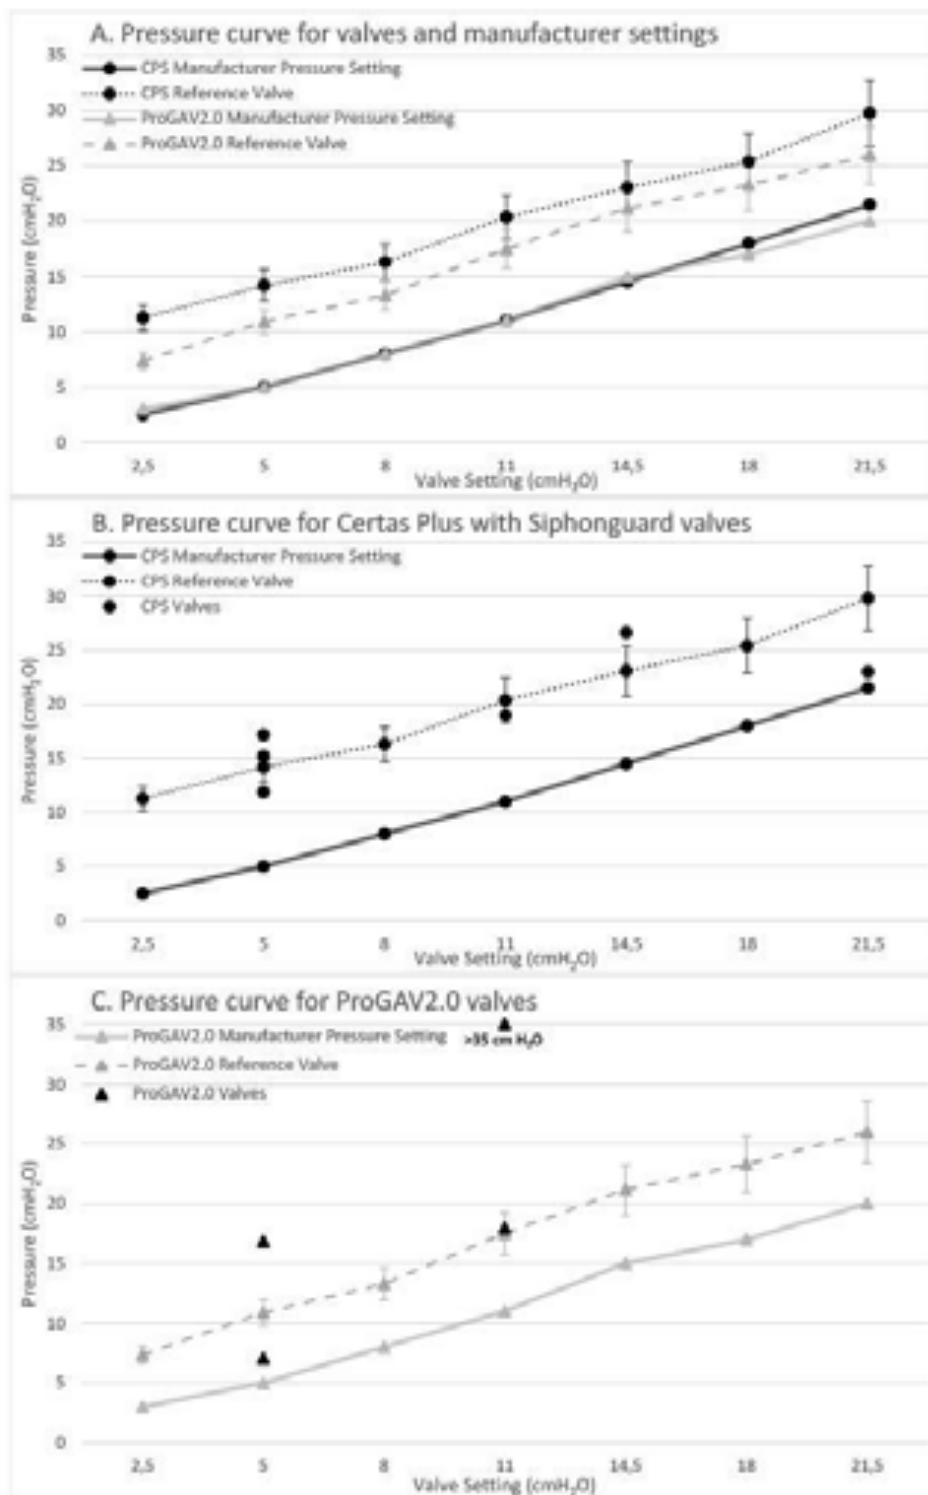 A. Pressure curve for valves and manufacturer settings
35
CPS Manufacturer Pressure Setting
CPS Reference Valve
30
ProGAV2.0 Manufacturer Pressure Setting
ProGAV2.0 Reference Valve
25
20
15
10
5
0
Pressure (cmH₂O)
2,5 5 8 11 14,5 18 21,5
Valve Setting (cmH₂O)
B. Pressure curve for Certas Plus with Siphonguard valves
35
CPS Manufacturer Pressure Setting
CPS Reference Valve
30
CPS Valves
25
20
15
10
5
0
Pressure (cmH₂O)
2,5 5 8 11 14,5 18 21,5
Valve Setting (cmH₂O)
C. Pressure curve for ProGAV2.0 valves
35
ProGAV2.0 Manufacturer Pressure Setting >35 cm H₂O
ProGAV2.0 Reference Valve
30
ProGAV2.0 Valves
25
20
15
10
5
0
Pressure (cmH₂O)
2,5 5 8 11 14,5 18 21,5
Valve Setting (cmH₂O)